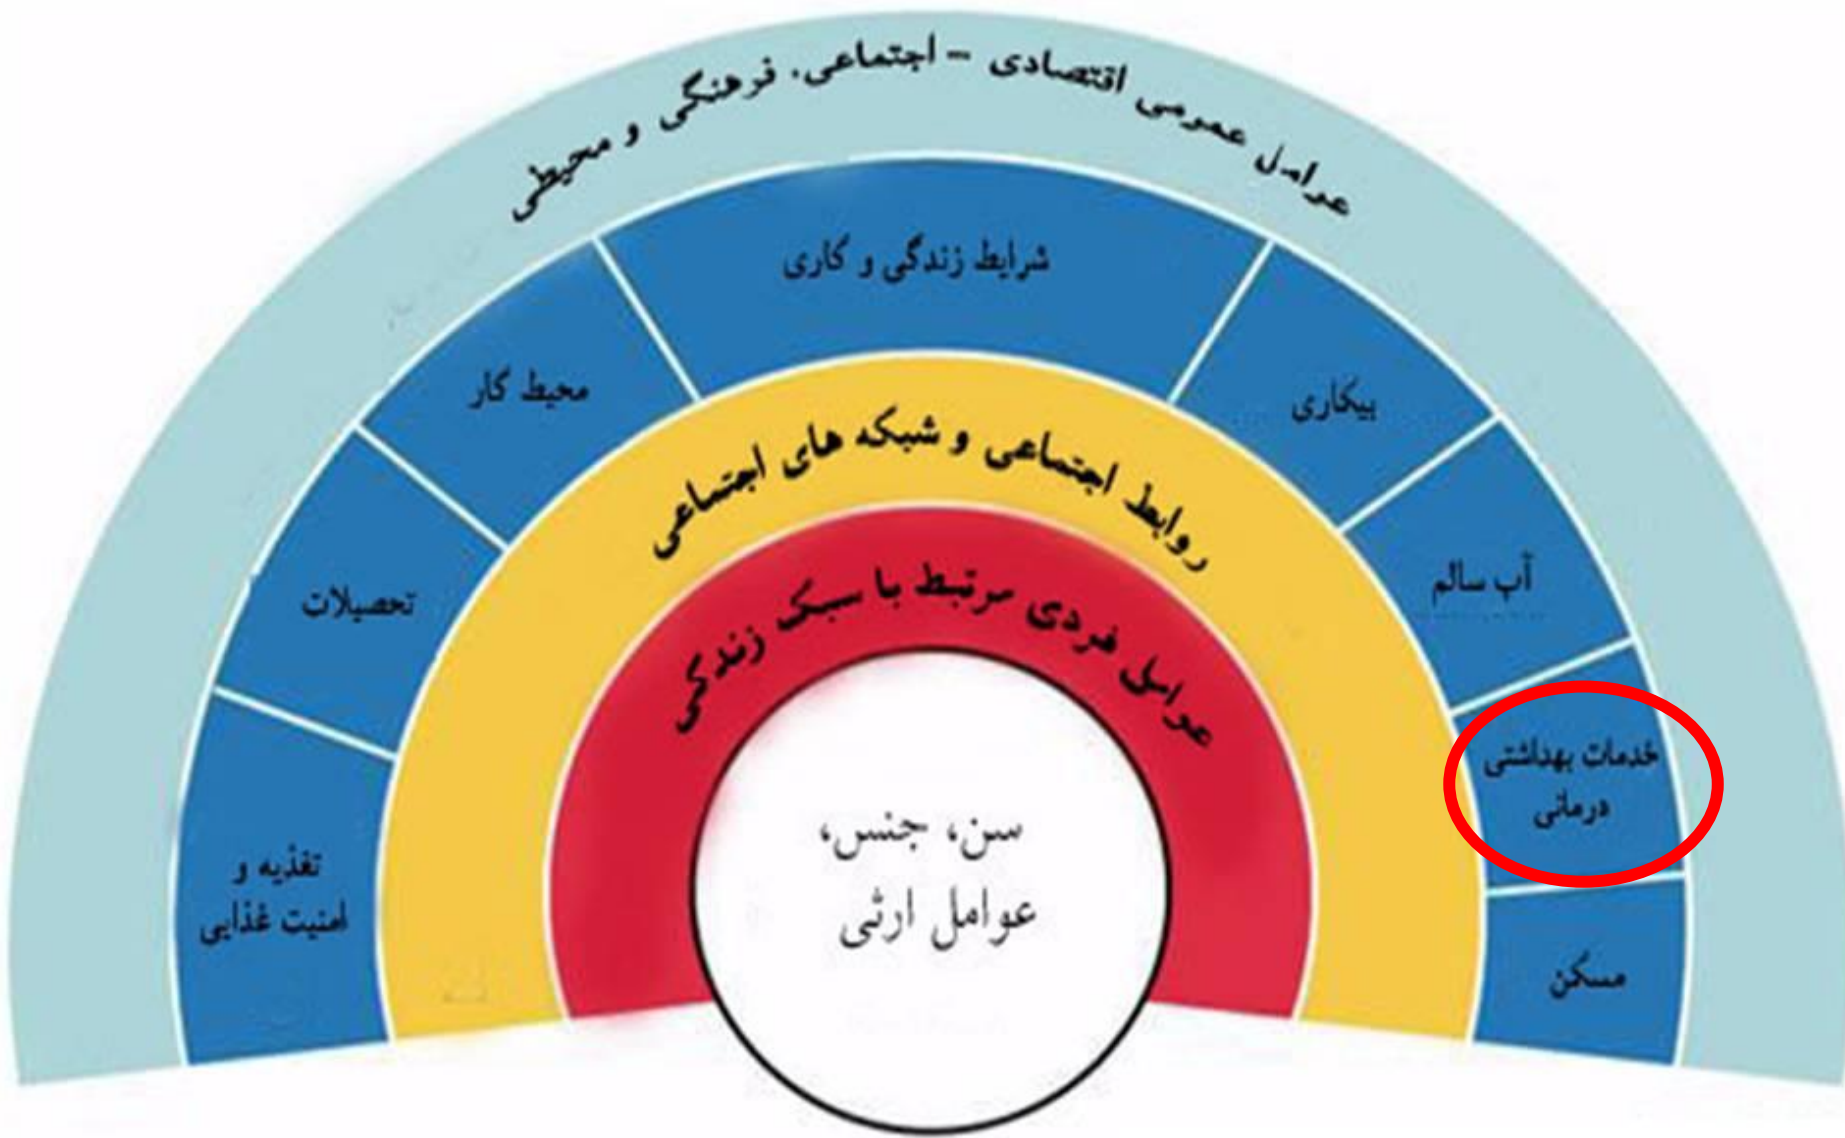 عوامل عمومی اقتصادی - اجتماعی، فرهنگی و محیطی
شرایط زندگی و کاری
بیکاری
محیط کار
آب سالم
تحصیلات
خدمات بهداشتی
درمانی
تغذیه و
امنیت غذایی
مسکن
روابط اجتماعی و شبکه های اجتماعی
عوامل فردی مرتبط با سبک زندگی
سن، جنس،
عوامل ارثی